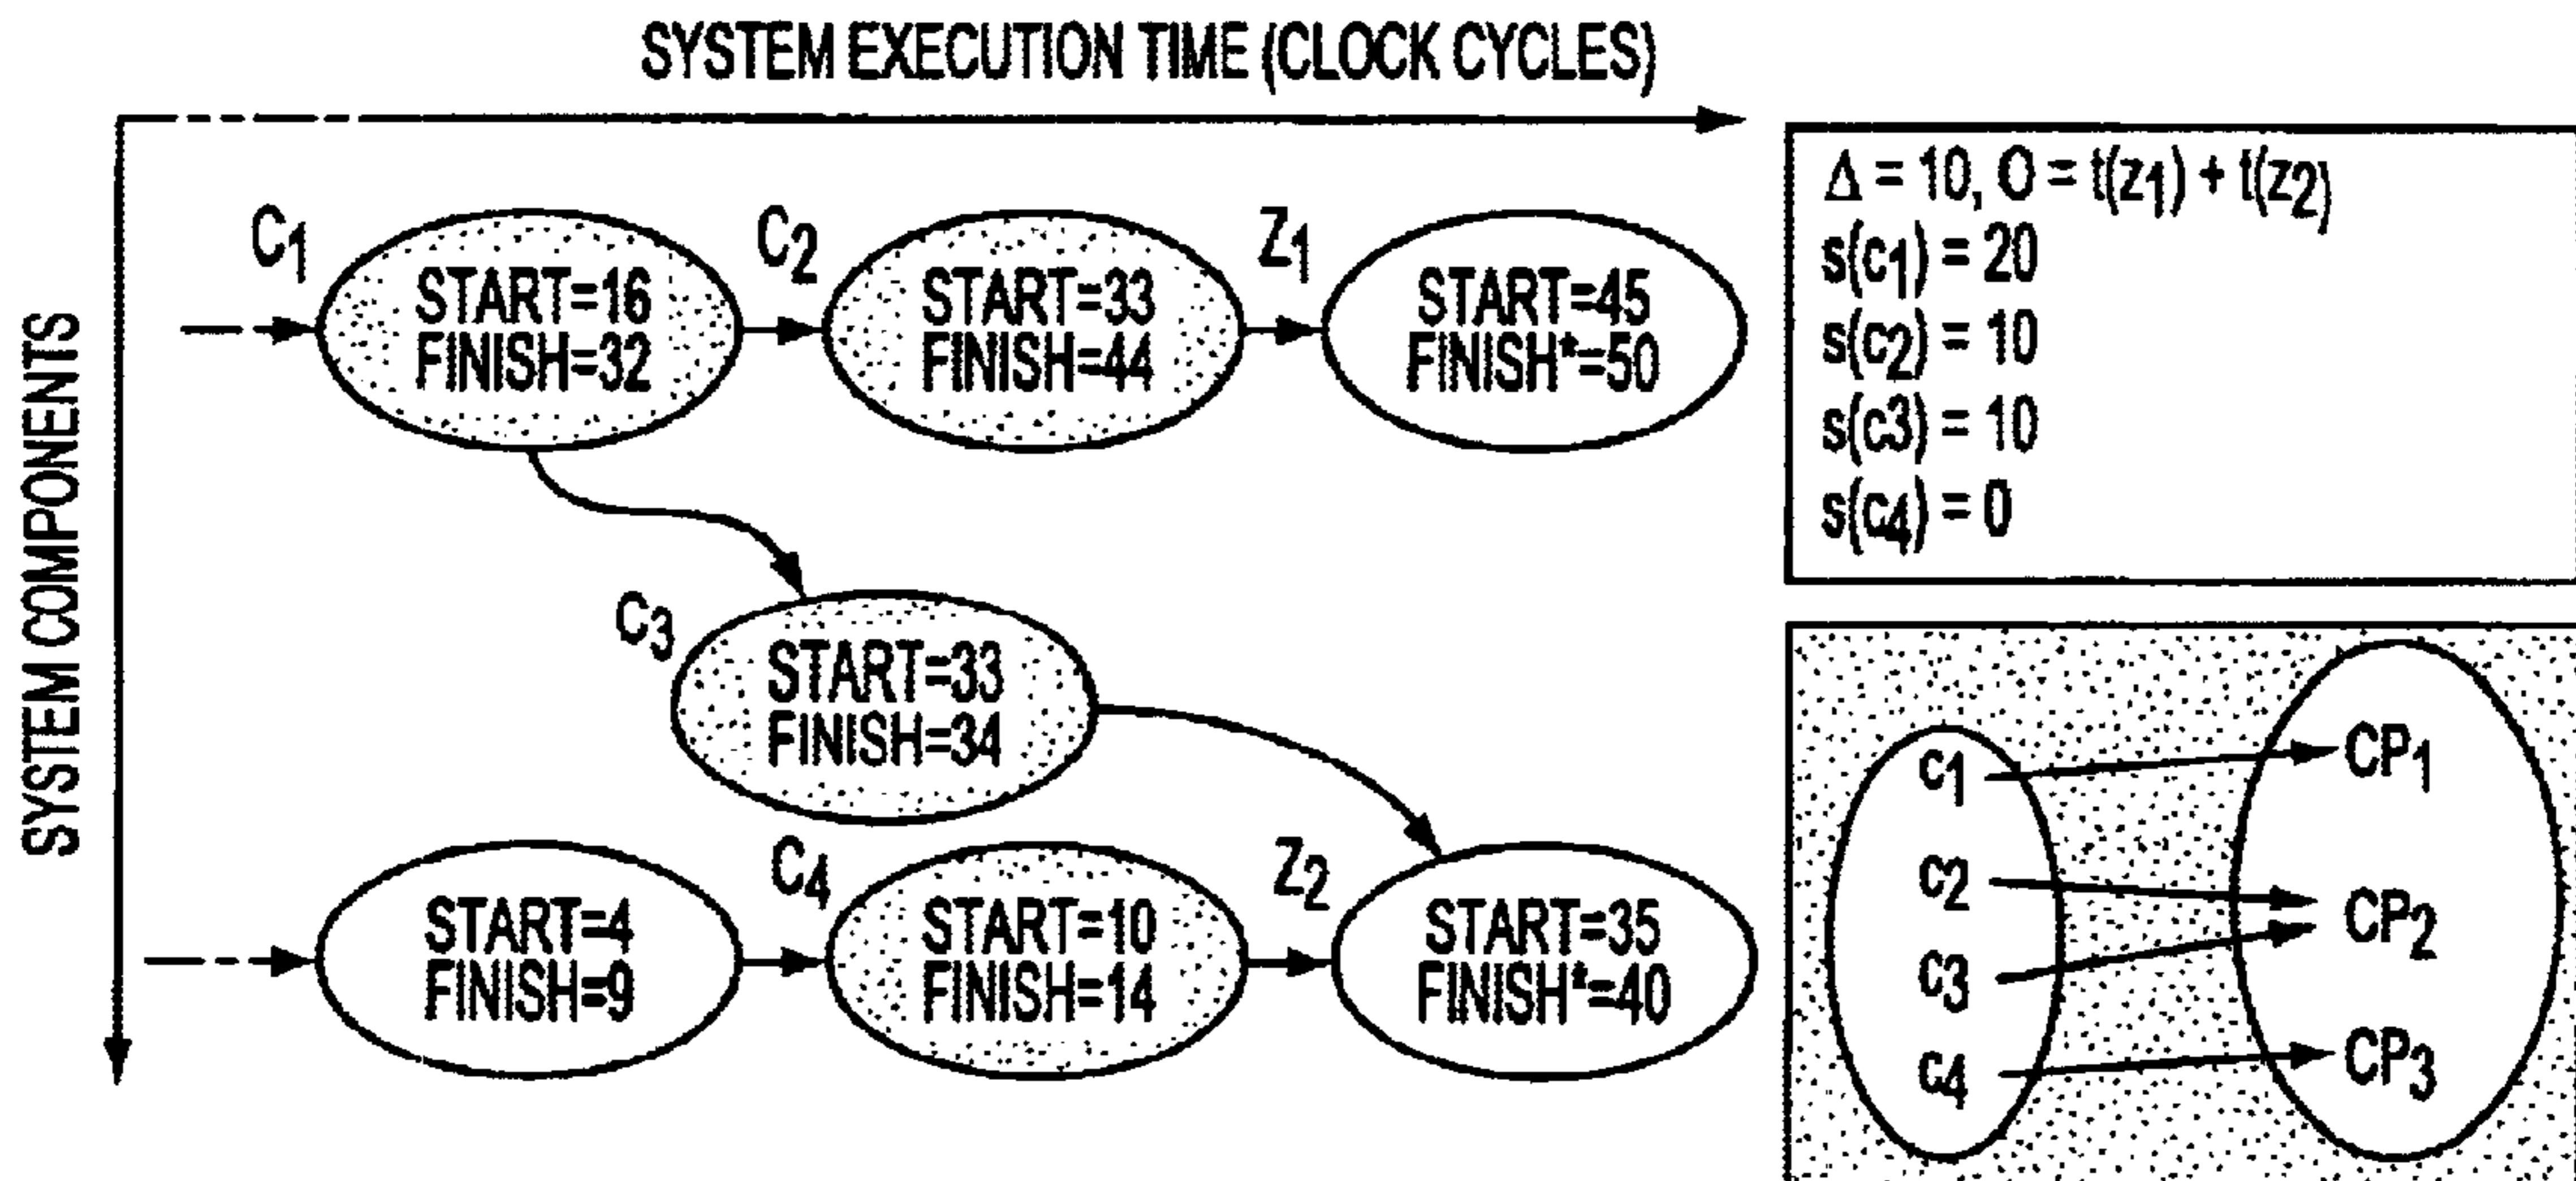 SYSTEM EXECUTION TIME (CLOCK CYCLES)
SYSTEM COMPONENTS
C1
START=16
FINISH=32
C2
START=33
FINISH=44
Z1
START=45
FINISH*=50
C3
START=33
FINISH=34
START=4
FINISH=9
C4
START=10
FINISH=14
Z2
START=35
FINISH*=40
Δ = 10, O = t(z1) + t(z2)
s(c1) = 20
s(c2) = 10
s(c3) = 10
s(c4) = 0
c1
CP1
c2
CP2
c3
c4
CP3